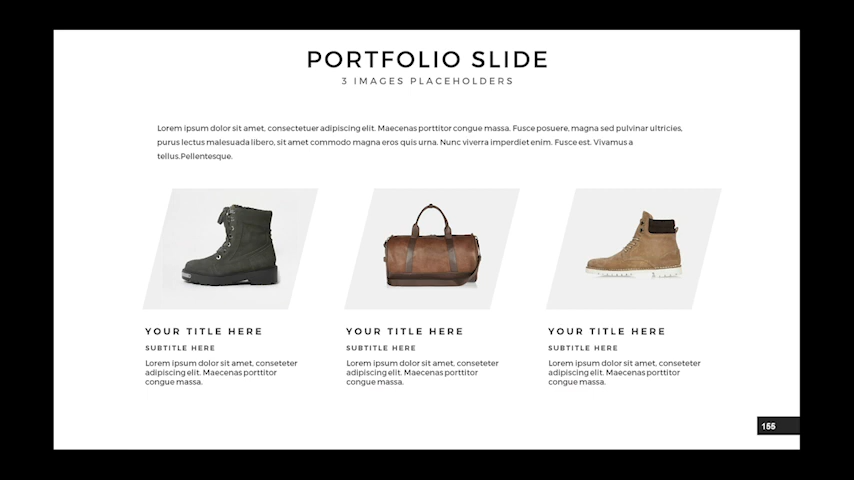 PORTFOLIO SLIDE
3 IMAGES PLACEHOLDERS
Lorem ipsum dolor sit amet, consectetuer adipiscing elit. Maecenas porttitor congue massa. Fusce posuere, magna sed pulvinar ultricies,
purus lectus malesuada libero, sit amet commodo magna eros quis urna. Nunc viverra imperdiet enim. Fusce est. Vivamus a
tellus.Pellentesque.
YOUR TITLE HERE
SUBTITLE HERE
Lorem ipsum dolor sit amet, conseteter
adipiscing elit. Maecenas porttitor
congue massa.
YOUR TITLE HERE
SUBTITLE HERE
Lorem ipsum dolor sit amet, conseteter
adipiscing elit. Maecenas porttitor
congue massa.
YOUR TITLE HERE
SUBTITLE HERE
Lorem ipsum dolor sit amet, conseteter
adipiscing elit. Maecenas porttitor
congue massa.
155